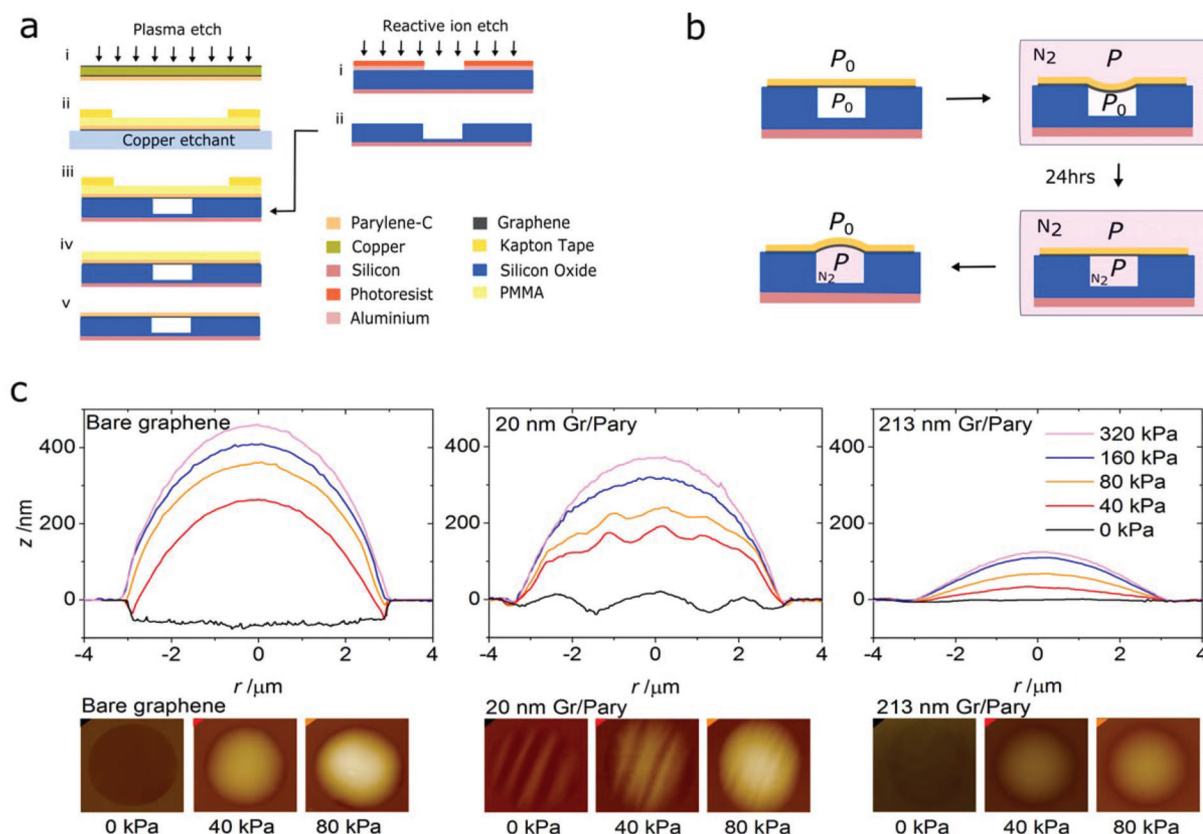 a
Plasma etch
i
ii
Copper etchant
iii
iv
v
Reactive ion etch
i
ii
Parylene-C
Copper
Silicon
Photoresist
Aluminium
Graphene
Kapton Tape
Silicon Oxide
PMMA
b
P₀
P₀
N₂
P
P₀
24hrs
N₂
P
N₂ P
P₀
P
N₂
c
Bare graphene
z /nm
400
200
0
-4 -2 0 2 4
r /μm
20 nm Gr/Pary
400
200
0
-4 -2 0 2 4
r /μm
213 nm Gr/Pary
320 kPa
160 kPa
80 kPa
40 kPa
0 kPa
400
200
0
-4 -2 0 2 4
r /μm
Bare graphene
0 kPa 40 kPa 80 kPa
20 nm Gr/Pary
0 kPa 40 kPa 80 kPa
213 nm Gr/Pary
0 kPa 40 kPa 80 kPa